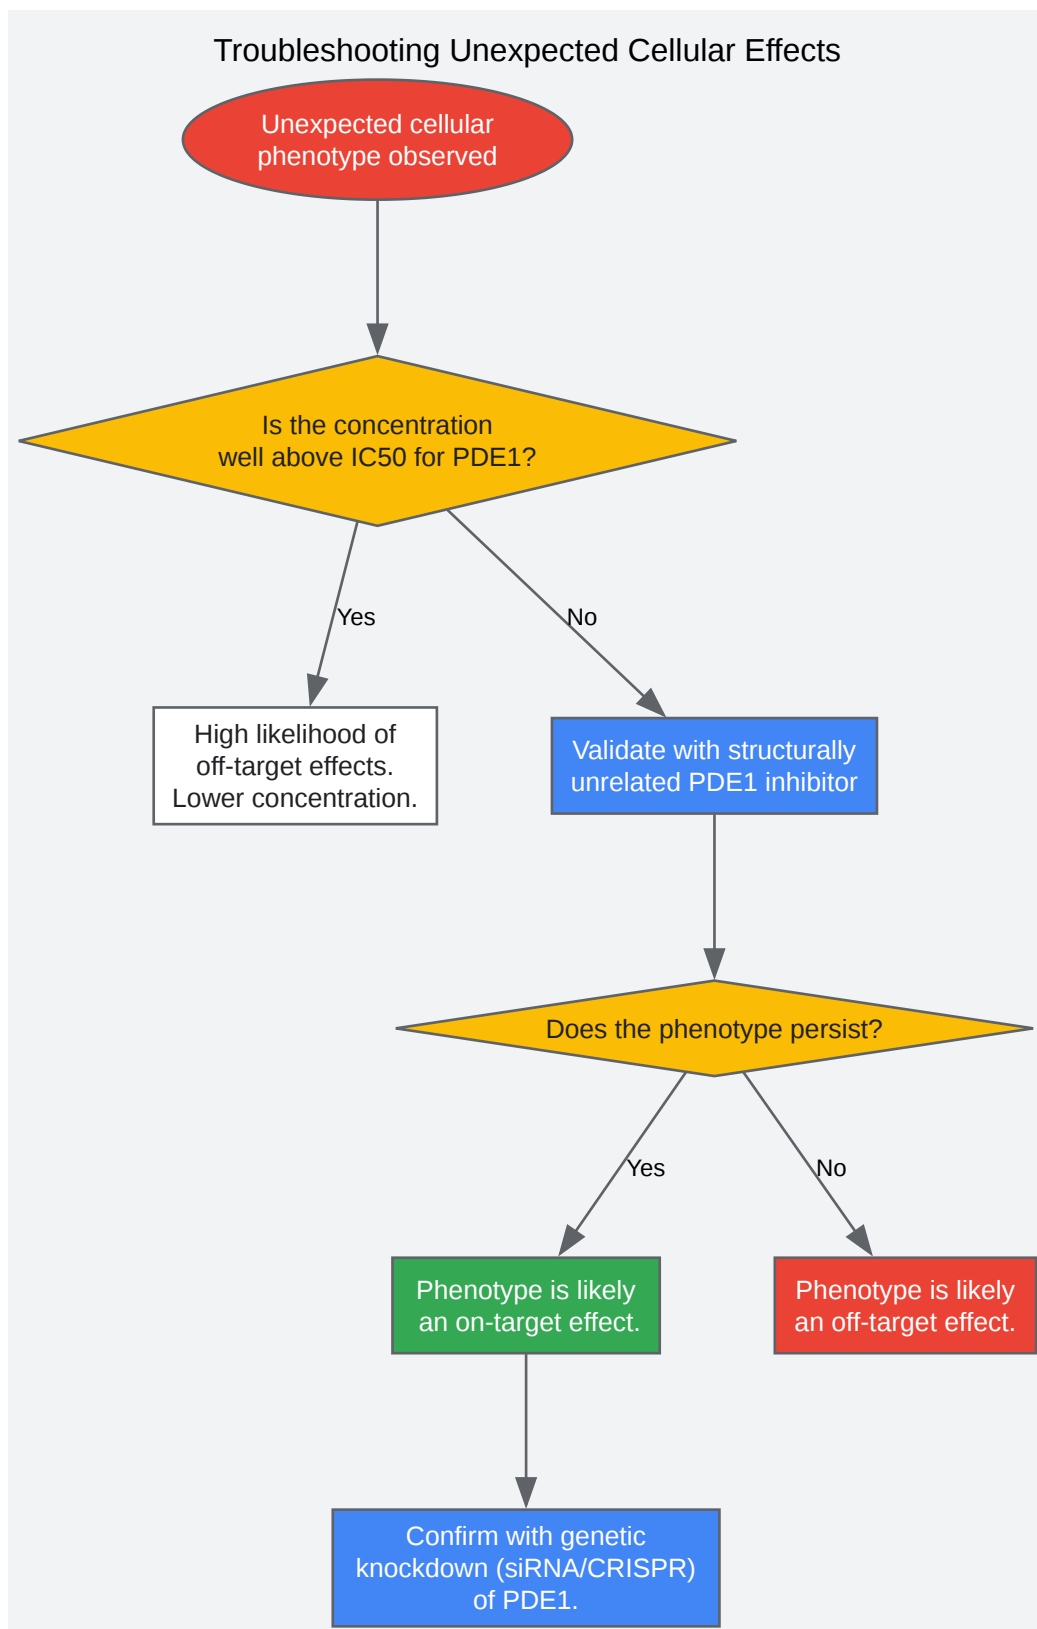 Troubleshooting Unexpected Cellular Effects
Unexpected cellular
phenotype observed
Is the concentration
well above IC50 for PDE1?
Yes
No
High likelihood of
off-target effects.
Lower concentration.
Validate with structurally
unrelated PDE1 inhibitor
Does the phenotype persist?
Yes
No
Phenotype is likely
an on-target effect.
Phenotype is likely
an off-target effect.
Confirm with genetic
knockdown (siRNA/CRISPR)
of PDE1.